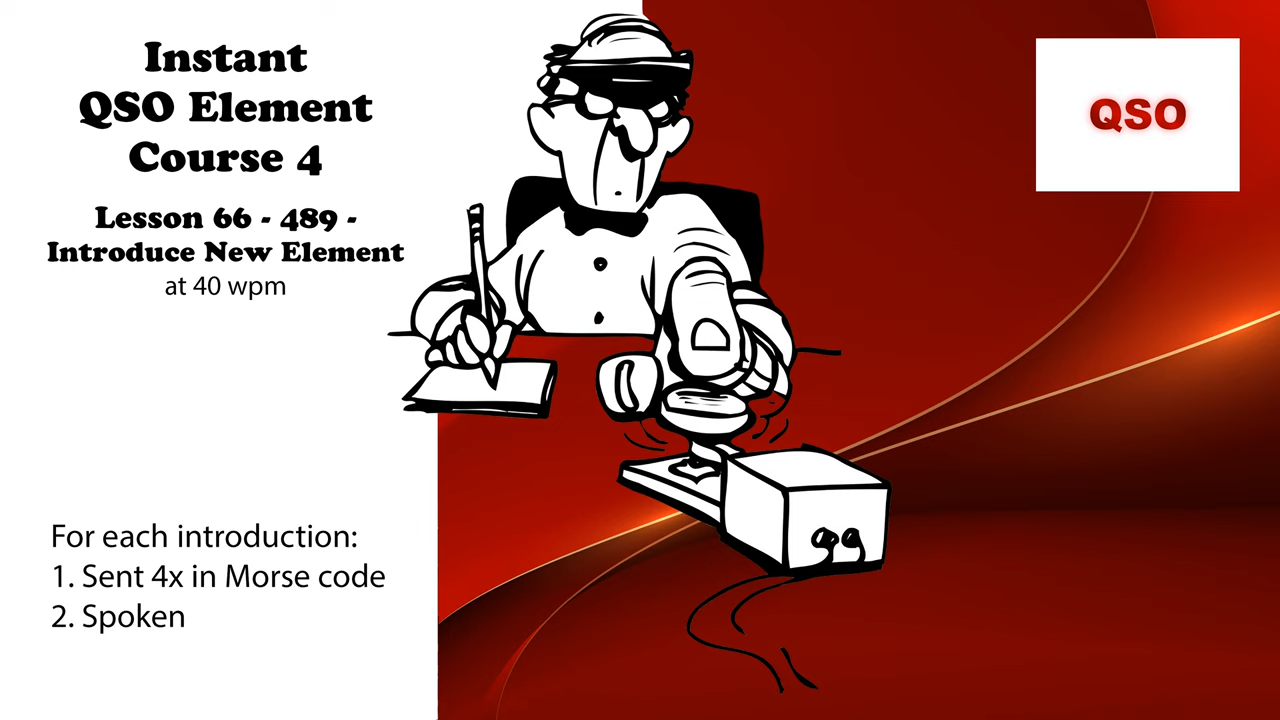 Instant
QSO Element
Course 4
Lesson 66 - 489 -
Introduce New Element
at 40 wpm
QSO
For each introduction:
1. Sent 4x in Morse code
2. Spoken